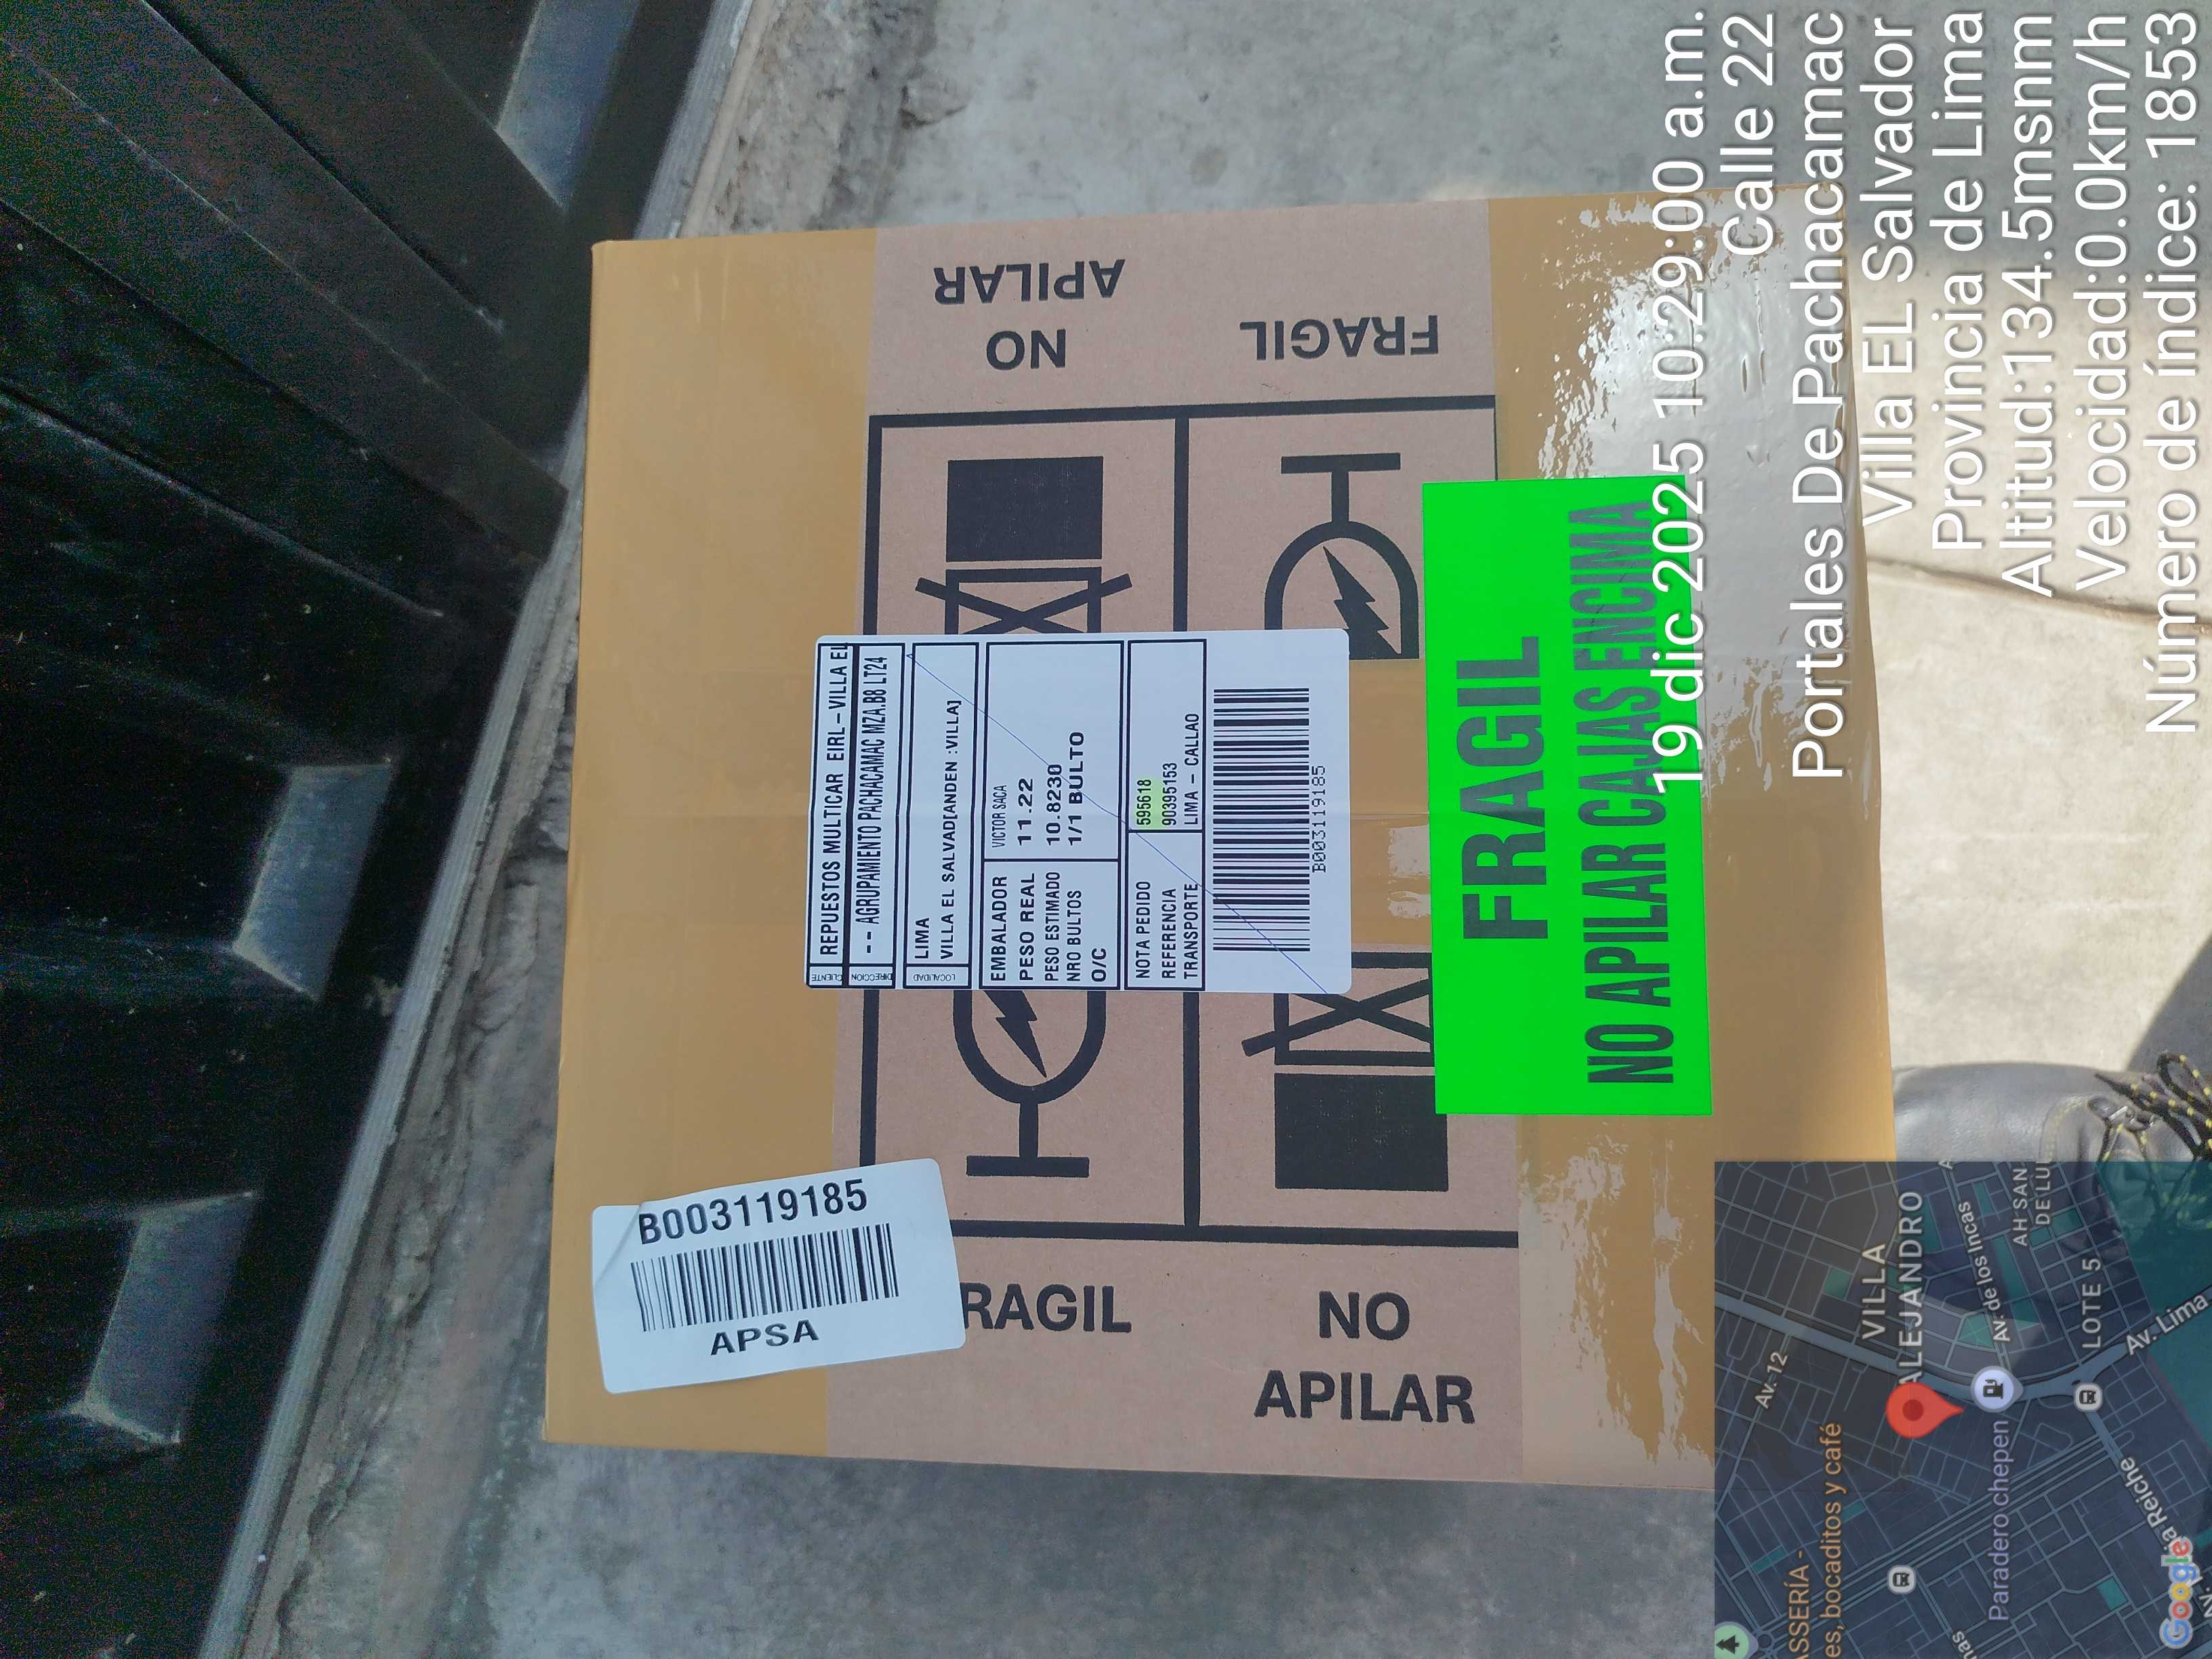 REPUESTOS MULTICAR EIRL - VILLA EL
CLIENTE
-- AGRUPAMIENTO PACHACAMAC MZA.B8 LT24
DIRECCION
LIMA
VILLA EL SALVAD[ANDEN :VILLA]
LOCALIDAD
EMBALADOR VICTOR SACA
PESO REAL 11.22
PESO ESTIMADO 10.8230
NRO BULTOS 1/1 BULTO
O/C
NOTA PEDIDO 595618
REFERENCIA 90395153
TRANSPORTE LIMA - CALLAO
B003119185
B003119185
APSA
FRAGIL
NO APILAR CAJAS ENCIMA
NO
APILAR
FRAGIL
RAGIL
NO
APILAR
19 dic 2025 10:29:00 a.m.
Calle 22
Portales De Pachacamac
Villa EL Salvador
Provincia de Lima
Altitud:134.5msnm
Velocidad:0.0km/h
Número de índice: 1853
VILLA
ALEJANDRO
Av. 12
Av. de los Incas
AH SAN
LOTE 5
Av. Lima
Paradero chepen
es, bocaditos y café
Reiche
Google